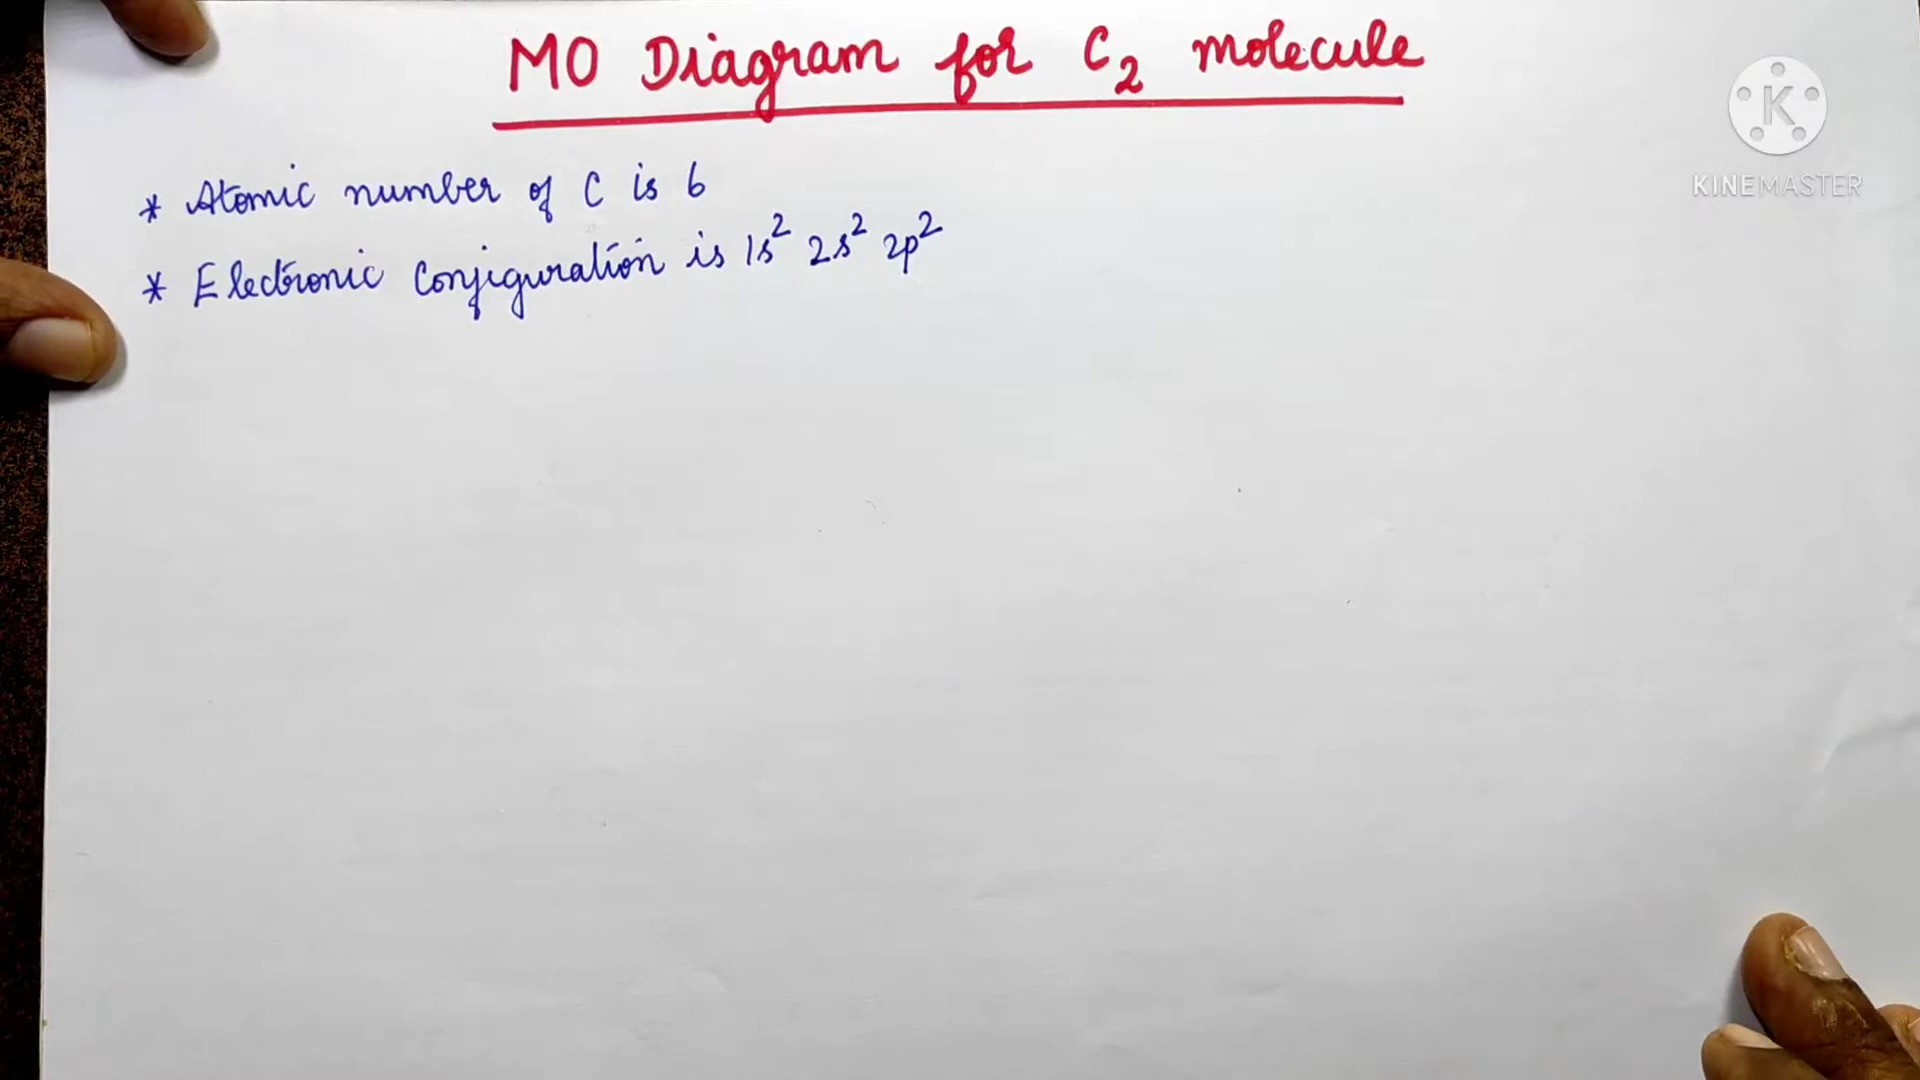 MO Diagram for C₂ molecule
* Atomic number of C is 6
* Electronic Configuration is 1s² 2s² 2p²
K
KINEMASTER